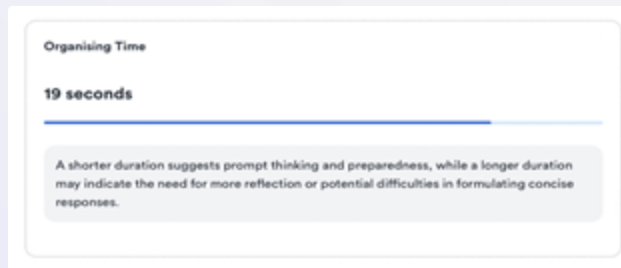 Organising Time
19 seconds
A shorter duration suggests prompt thinking and preparedness, while a longer duration
may indicate the need for more reflection or potential difficulties in formulating concise
responses.